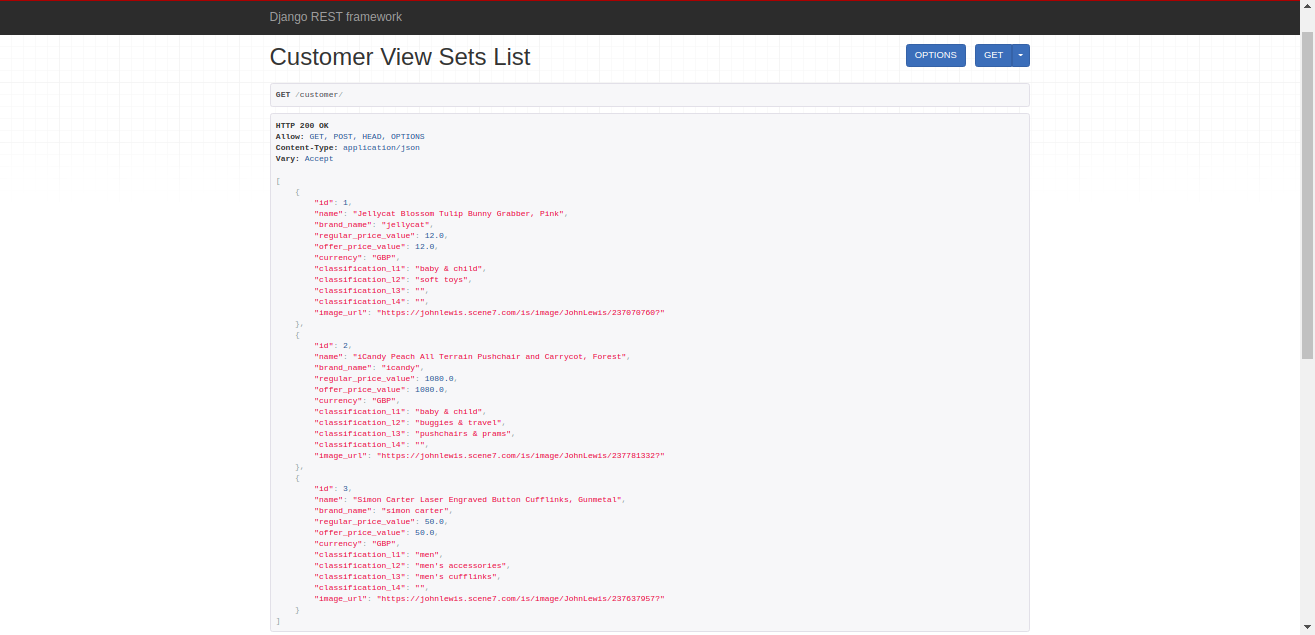 Django REST framework
Customer View Sets List
OPTIONS
GET
GET /customer/
HTTP 200 OK
Allow: GET, POST, HEAD, OPTIONS
Content-Type: application/json
Vary: Accept
[
    {
        "id": 1,
        "name": "Jellycat Blossom Tulip Bunny Grabber, Pink",
        "brand_name": "jellycat",
        "regular_price_value": 12.0,
        "offer_price_value": 12.0,
        "currency": "GBP",
        "classification_l1": "baby & child",
        "classification_l2": "soft toys",
        "classification_l3": "",
        "classification_l4": "",
        "image_url": "https://johnlewis.scene7.com/is/image/JohnLewis/237070760?"
    },
    {
        "id": 2,
        "name": "iCandy Peach All Terrain Pushchair and Carrycot, Forest",
        "brand_name": "icandy",
        "regular_price_value": 1080.0,
        "offer_price_value": 1080.0,
        "currency": "GBP",
        "classification_l1": "baby & child",
        "classification_l2": "buggies & travel",
        "classification_l3": "pushchairs & prams",
        "classification_l4": "",
        "image_url": "https://johnlewis.scene7.com/is/image/JohnLewis/237781332?"
    },
    {
        "id": 3,
        "name": "Simon Carter Laser Engraved Button Cufflinks, Gunmetal",
        "brand_name": "simon carter",
        "regular_price_value": 50.0,
        "offer_price_value": 50.0,
        "currency": "GBP",
        "classification_l1": "men",
        "classification_l2": "men's accessories",
        "classification_l3": "men's cufflinks",
        "classification_l4": "",
        "image_url": "https://johnlewis.scene7.com/is/image/JohnLewis/237637957?"
    }
]